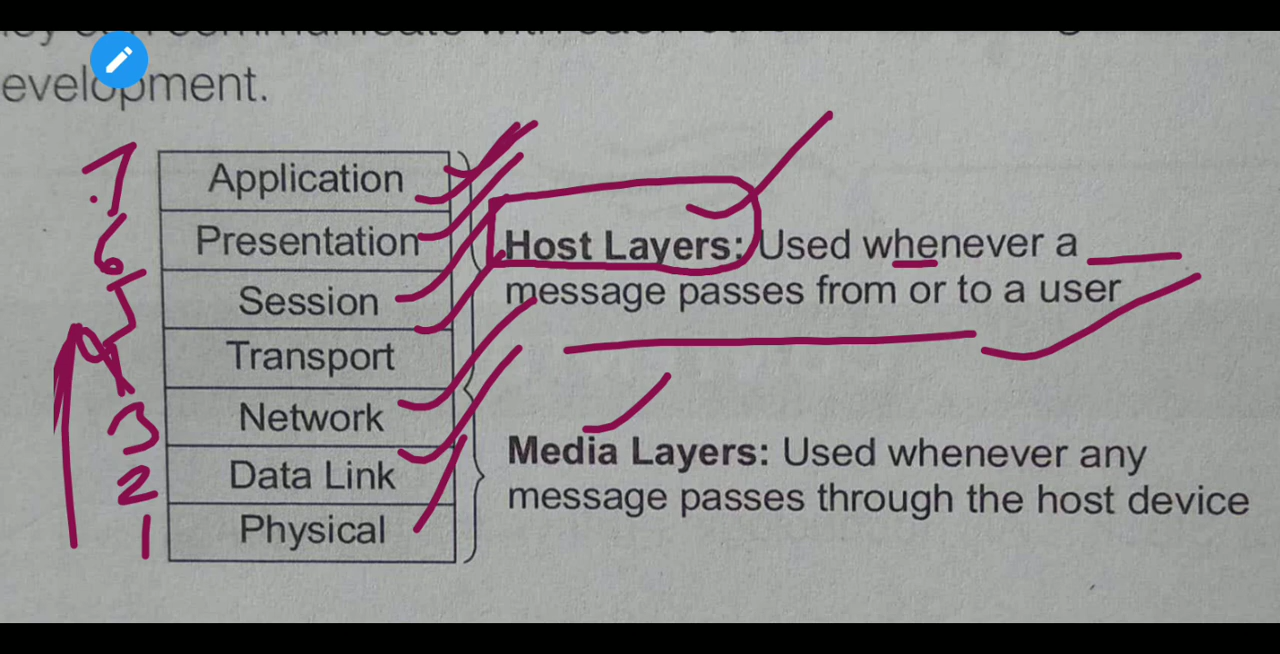 evelopment.
7
Application
6
Presentation
Host Layers: Used whenever a
message passes from or to a user
5
Session
Transport
3
Network
Media Layers: Used whenever any
message passes through the host device
2
Data Link
1
Physical